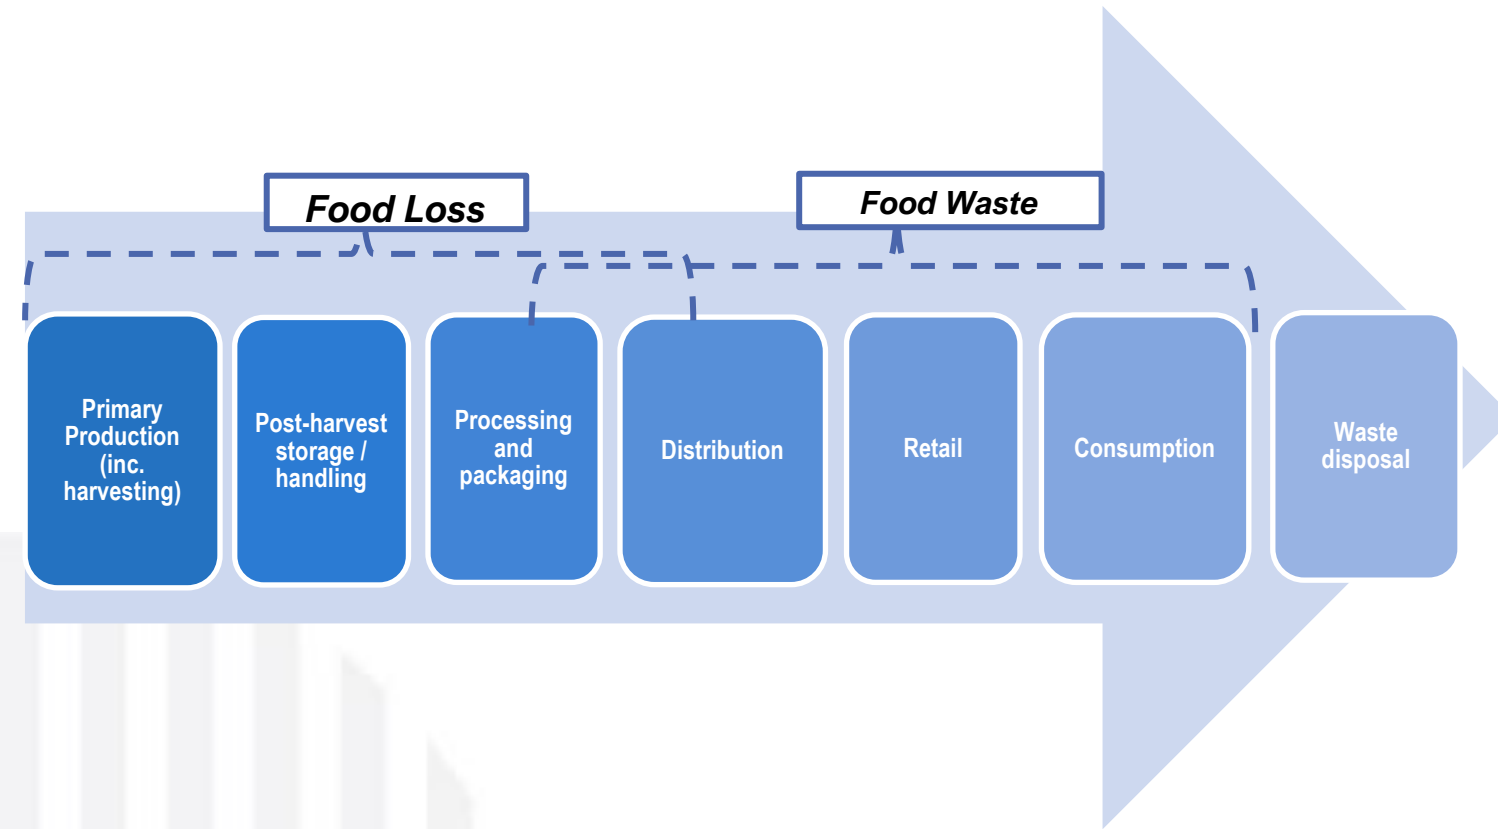 Food Loss
Food Waste
Primary
Production
(inc.
harvesting)
Post-harvest
storage /
handling
Processing
and
packaging
Distribution
Retail
Consumption
Waste
disposal